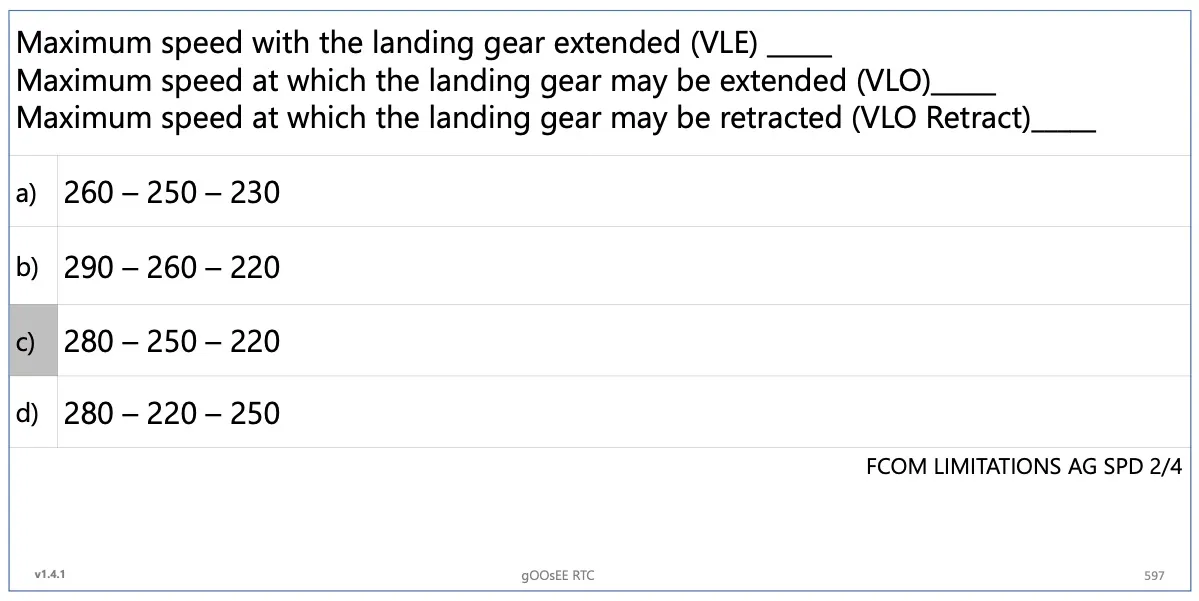 Maximum speed with the landing gear extended (VLE) _____
Maximum speed at which the landing gear may be extended (VLO)_____
Maximum speed at which the landing gear may be retracted (VLO Retract)_____
a) 260 – 250 – 230
b) 290 – 260 – 220
c) 280 – 250 – 220
d) 280 – 220 – 250
FCOM LIMITATIONS AG SPD 2/4
v1.4.1 gOOsEE RTC 597